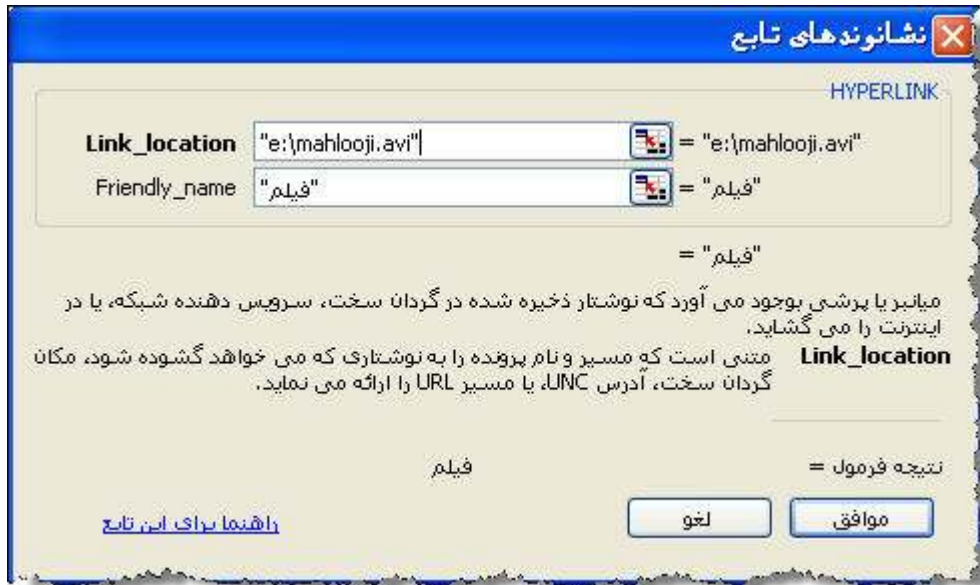 نشانوندهای تابع
HYPERLINK
Link_location "e:\mahlooji.avi" = "e:\mahlooji.avi"
Friendly_name "فیلم" = "فیلم"
= "فیلم"
میانبر یا پرشی بوجود می آورد که نوشتار ذخیره شده در گردان سخت، سرویس دهنده شبکه، یا در
اینترنت را می گشاید.
Link_location متنی است که مسیر و نام پرونده را به نوشتاری که می خواهد گشوده شود، مکان
گردان سخت، آدرس UNC، یا مسیر URL را ارائه می نماید.
نتیجه فرمول = فیلم
موافق لغو راهنما برای این تابع